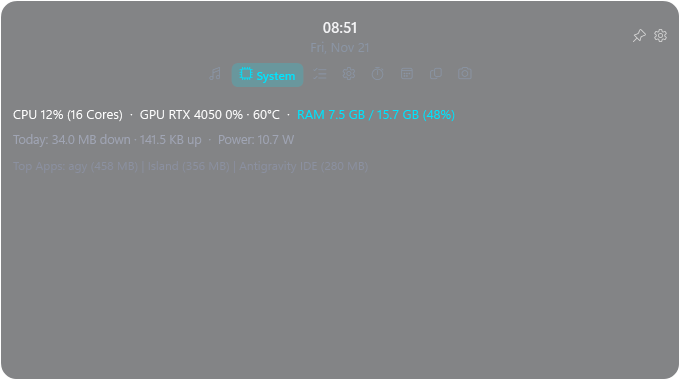 08:51
Fri, Nov 21
System
CPU 12% (16 Cores) · GPU RTX 4050 0% · 60°C · RAM 7.5 GB / 15.7 GB (48%)
Today: 34.0 MB down · 141.5 KB up · Power: 10.7 W
Top Apps: agy (458 MB) | island (356 MB) | Antigravity IDE (280 MB)